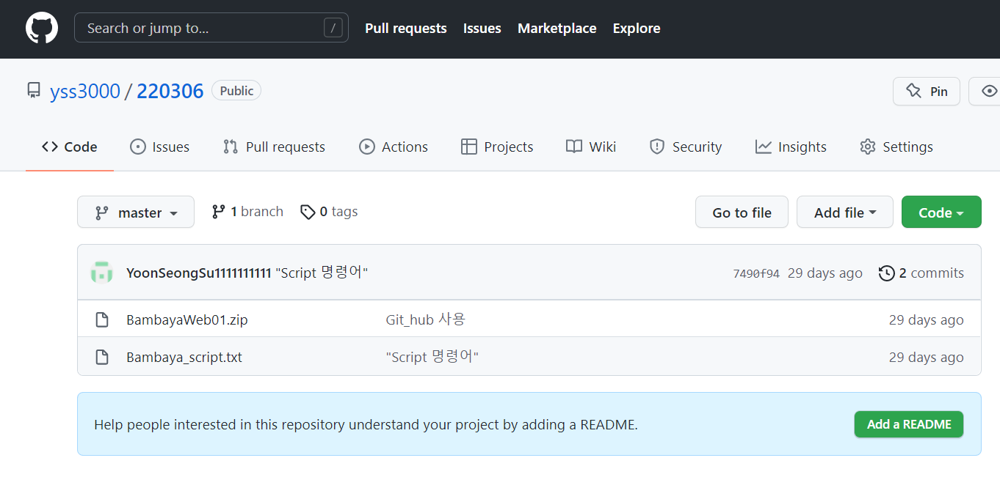 Search or jump to... / Pull requests Issues Marketplace Explore
yss3000 / 220306 Public Pin
Code Issues Pull requests Actions Projects Wiki Security Insights Settings
master 1 branch 0 tags Go to file Add file Code
YoonSeongSu1111111111 "Script 명령어" 7490f94 29 days ago 2 commits
BambayaWeb01.zip Git_hub 사용 29 days ago
Bambaya_script.txt "Script 명령어" 29 days ago
Help people interested in this repository understand your project by adding a README. Add a README